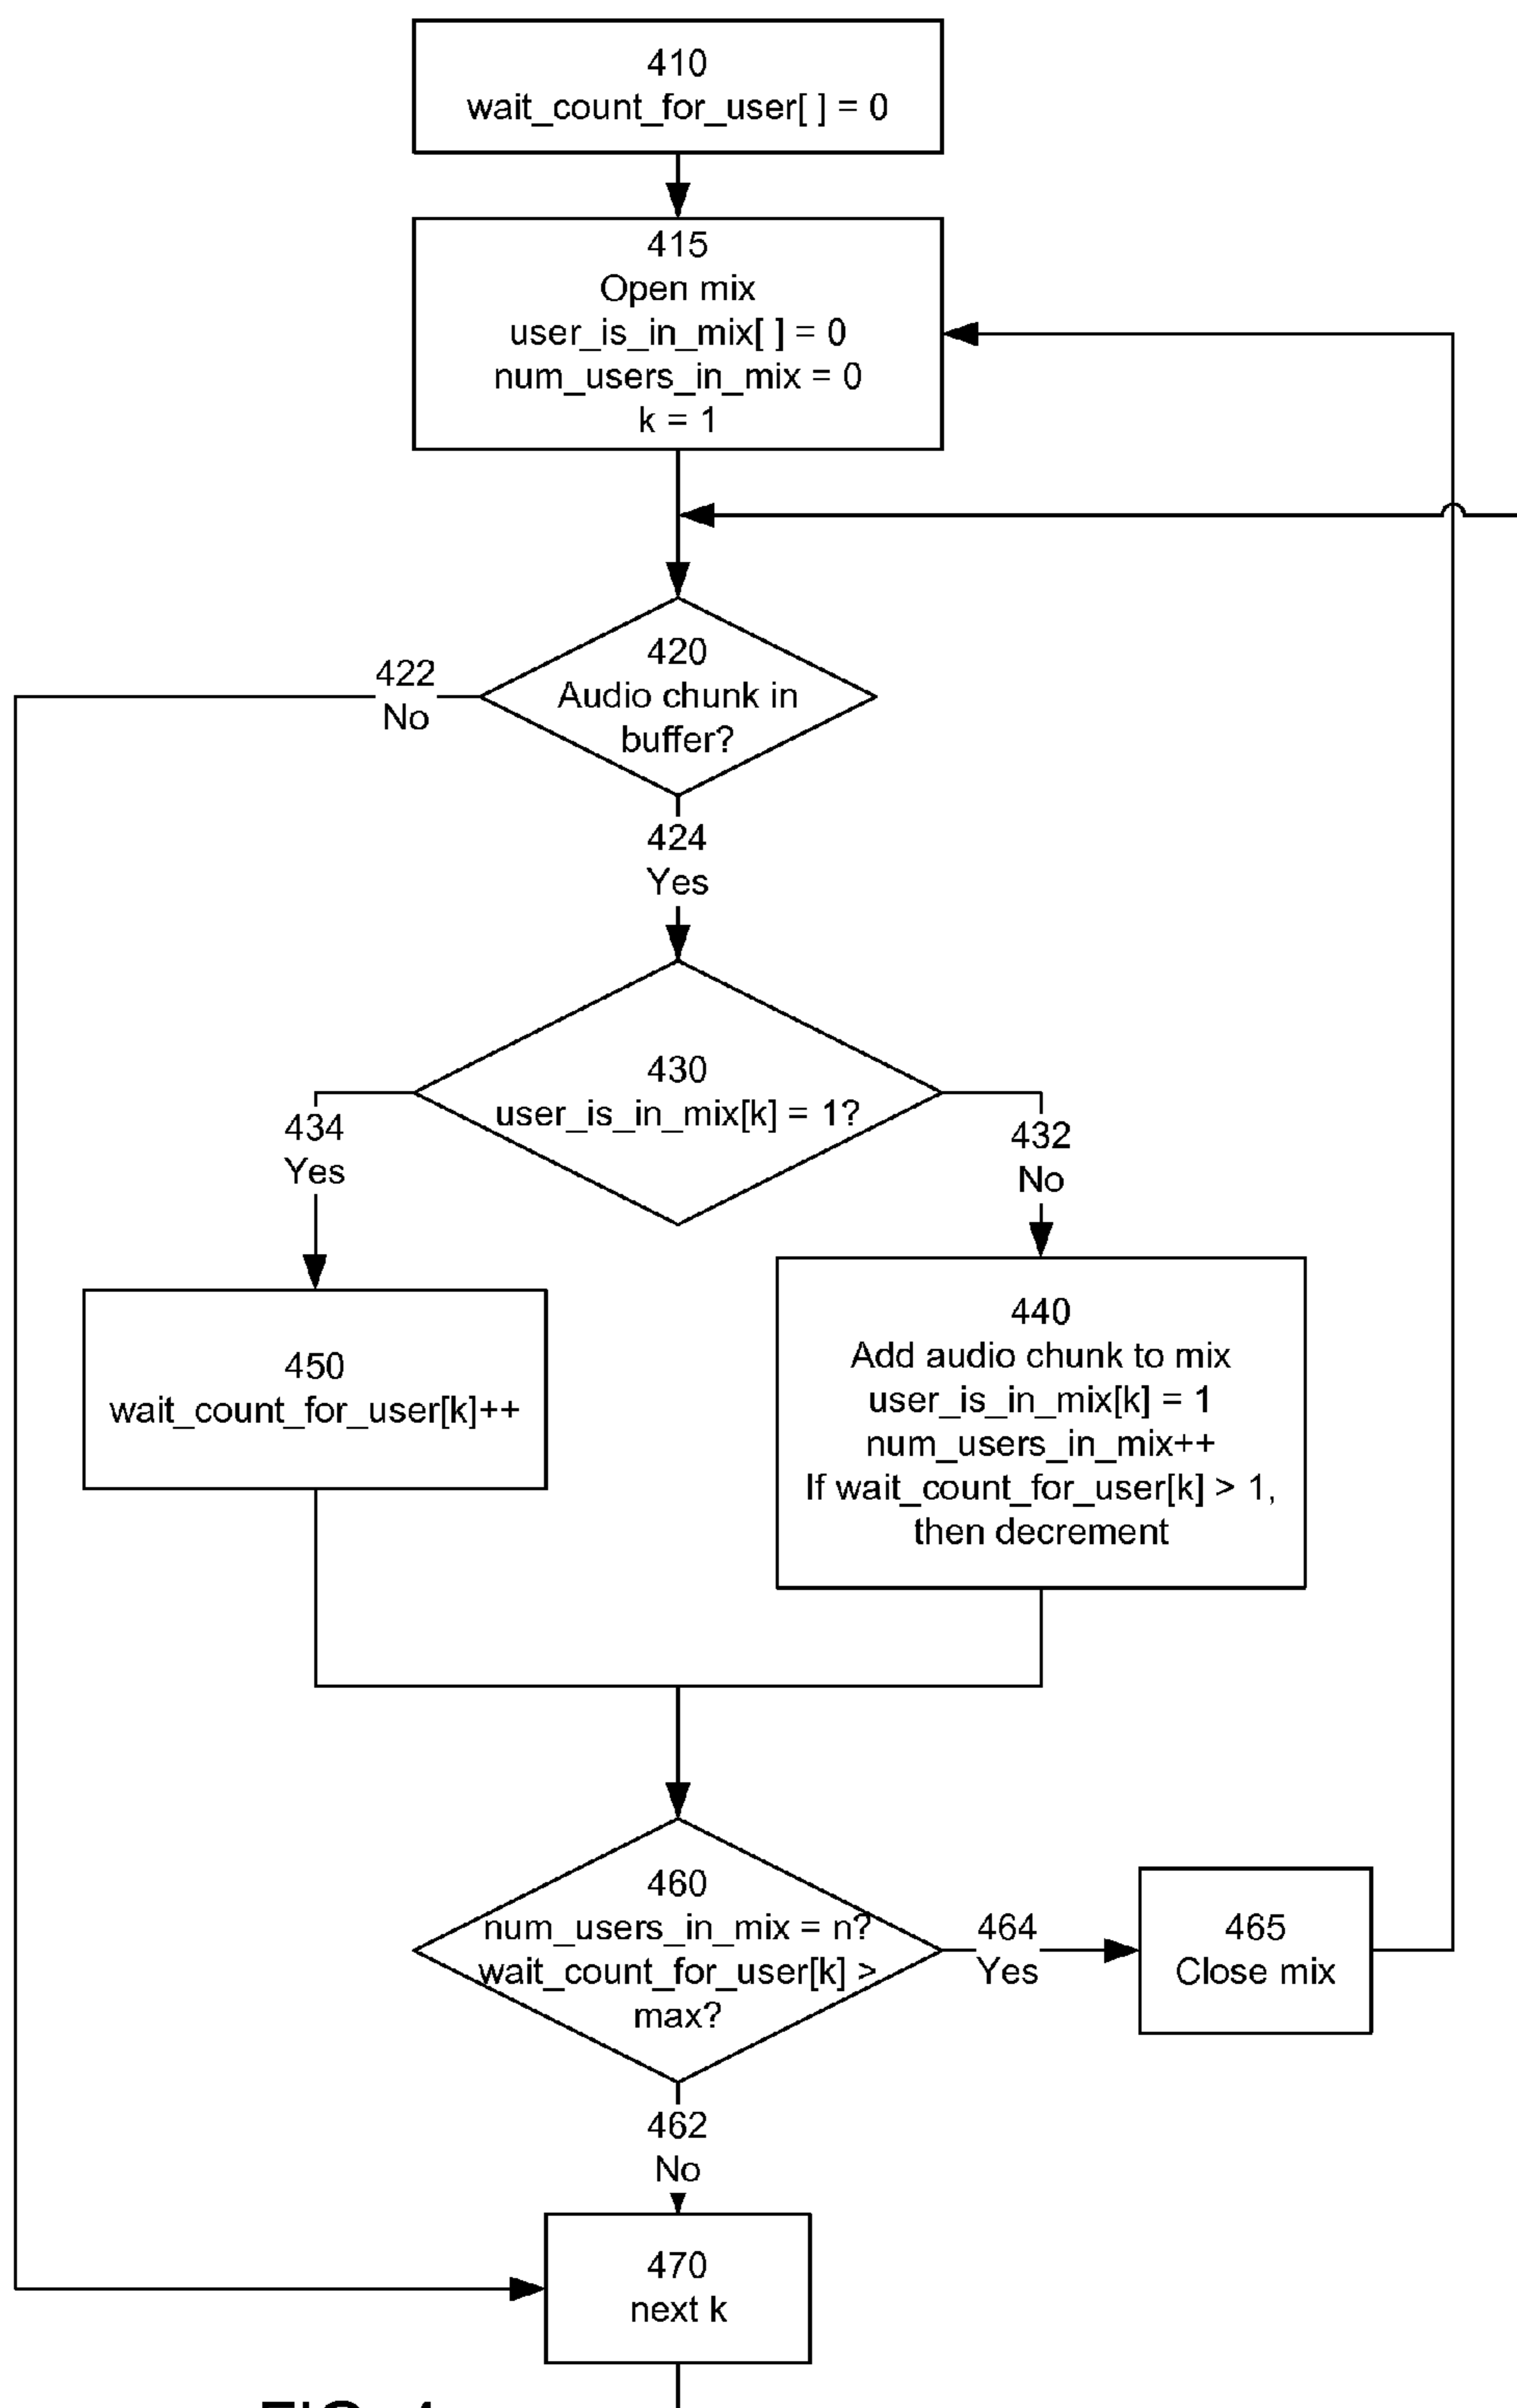 410
wait_count_for_user[ ] = 0
415
Open mix
user_is_in_mix[ ] = 0
num_users_in_mix = 0
k = 1
420
Audio chunk in
buffer?
422
No
424
Yes
430
user_is_in_mix[k] = 1?
434
Yes
432
No
450
wait_count_for_user[k]++
440
Add audio chunk to mix
user_is_in_mix[k] = 1
num_users_in_mix++
If wait_count_for_user[k] > 1,
then decrement
460
num_users_in_mix = n?
wait_count_for_user[k] >
max?
464
Yes
465
Close mix
462
No
470
next k